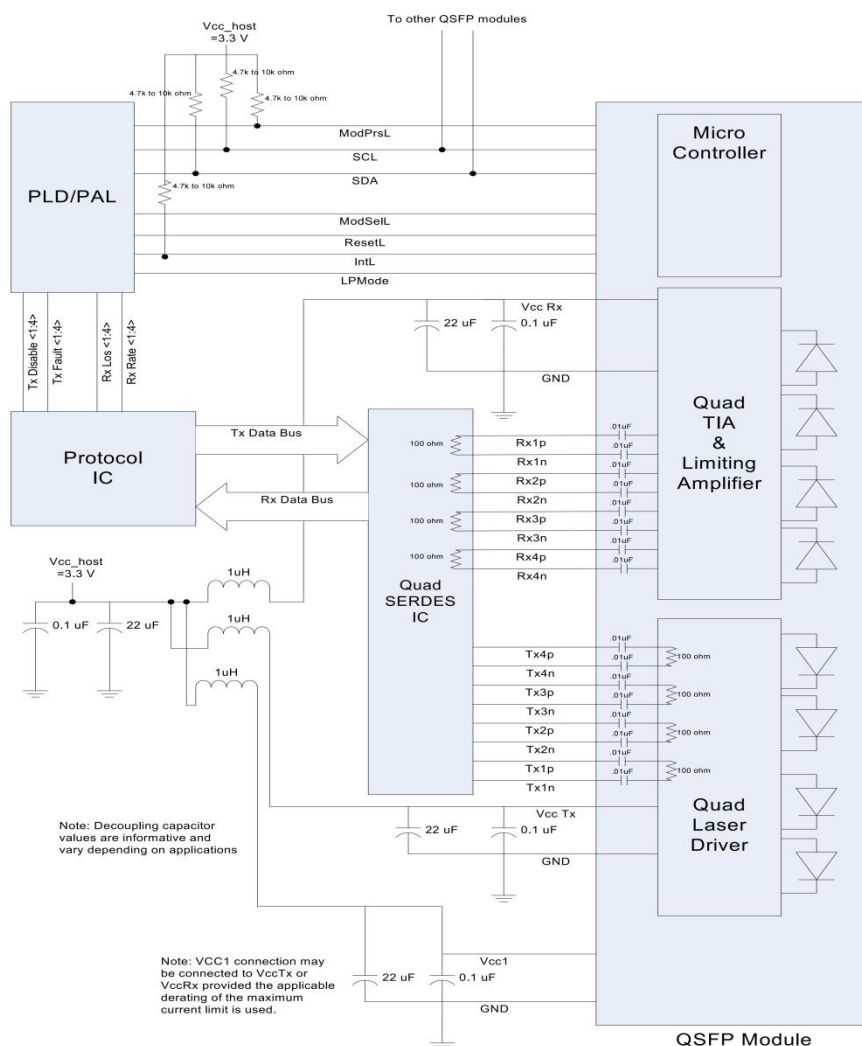 To other QSFP modules
Vcc_host
=3.3 V
4.7k to 10k ohm
4.7k to 10k ohm
4.7k to 10k ohm
4.7k to 10k ohm
PLD/PAL
ModPrsL
SCL
SDA
ModSelL
ResetL
IntL
LPMode
Micro
Controller
Tx Disable <1:4>
Tx Fault <1:4>
Rx Los <1:4>
Rx Rate <1:4>
Vcc Rx
22 uF
0.1 uF
GND
Protocol
IC
Tx Data Bus
Rx Data Bus
Quad
SERDES
IC
100 ohm
100 ohm
100 ohm
100 ohm
Rx1p
Rx1n
Rx2p
Rx2n
Rx3p
Rx3n
Rx4p
Rx4n
.01uF
.01uF
.01uF
.01uF
.01uF
.01uF
.01uF
.01uF
Quad
TIA
&
Limiting
Amplifier
Vcc_host
=3.3 V
0.1 uF
22 uF
1uH
1uH
1uH
Tx4p
Tx4n
Tx3p
Tx3n
Tx2p
Tx2n
Tx1p
Tx1n
.01uF
.01uF
.01uF
.01uF
.01uF
.01uF
.01uF
.01uF
100 ohm
100 ohm
100 ohm
100 ohm
Quad
Laser
Driver
Vcc Tx
22 uF
0.1 uF
GND
Note: Decoupling capacitor
values are informative and
vary depending on applications
Note: VCC1 connection may
be connected to VccTx or
VccRx provided the applicable
derating of the maximum
current limit is used.
Vcc1
22 uF
0.1 uF
GND
QSFP Module